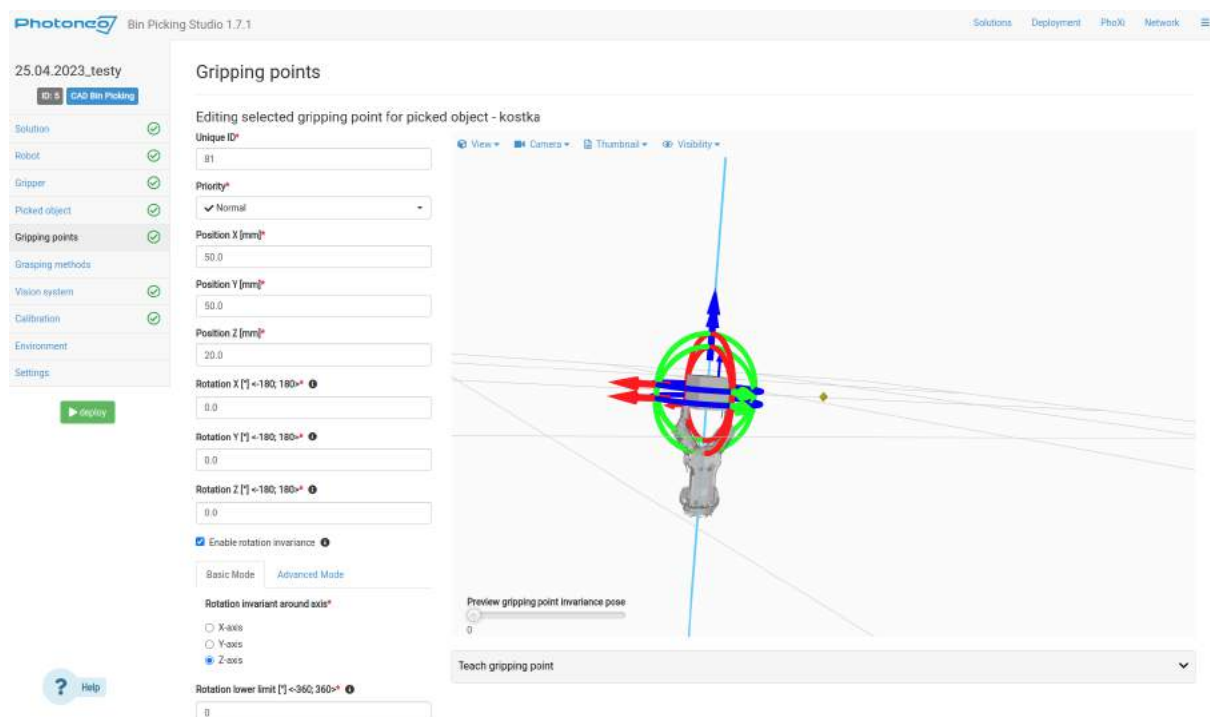 Photoneo Bin Picking Studio 1.7.1
Solutions Deployment PhoXi Network
25.04.2023_testy
ID: 5 CAD Bin Picking
Solution
Robot
Gripper
Picked object
Gripping points
Grasping methods
Vision system
Calibration
Environment
Settings
deploy
? Help
Gripping points
Editing selected gripping point for picked object - kostka
Unique ID*
81
Priority*
Normal
Position X [mm]*
50.0
Position Y [mm]*
50.0
Position Z [mm]*
20.0
Rotation X [°] <-180; 180>*
0.0
Rotation Y [°] <-180; 180>*
0.0
Rotation Z [°] <-180; 180>*
0.0
Enable rotation invariance
Basic Mode Advanced Mode
Rotation invariant around axis*
X-axis
Y-axis
Z-axis
Rotation lower limit [°] <-360; 360>*
0
View Camera Thumbnail Visibility
Preview gripping point invariance pose
0
Teach gripping point